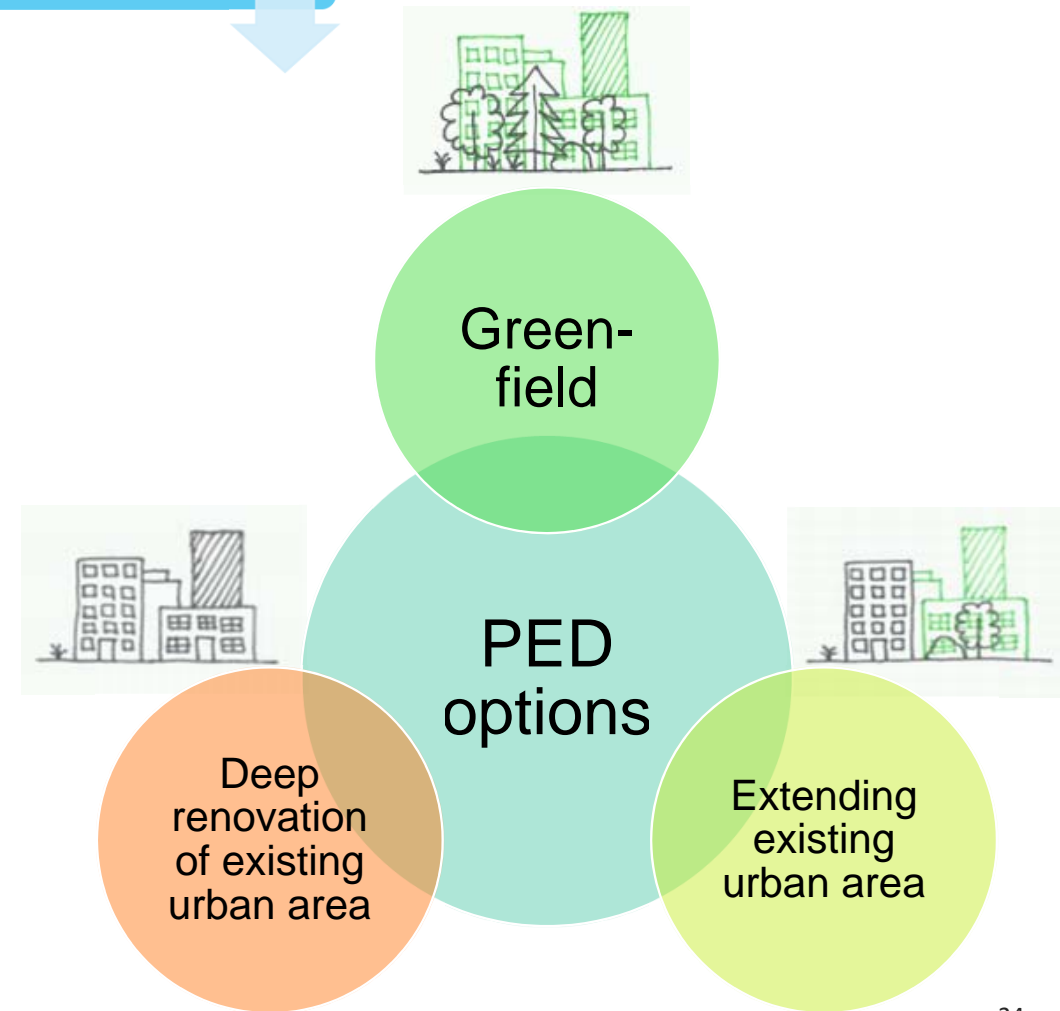 Green-
field
PED
options
Deep
renovation
of existing
urban area
Extending
existing
urban area